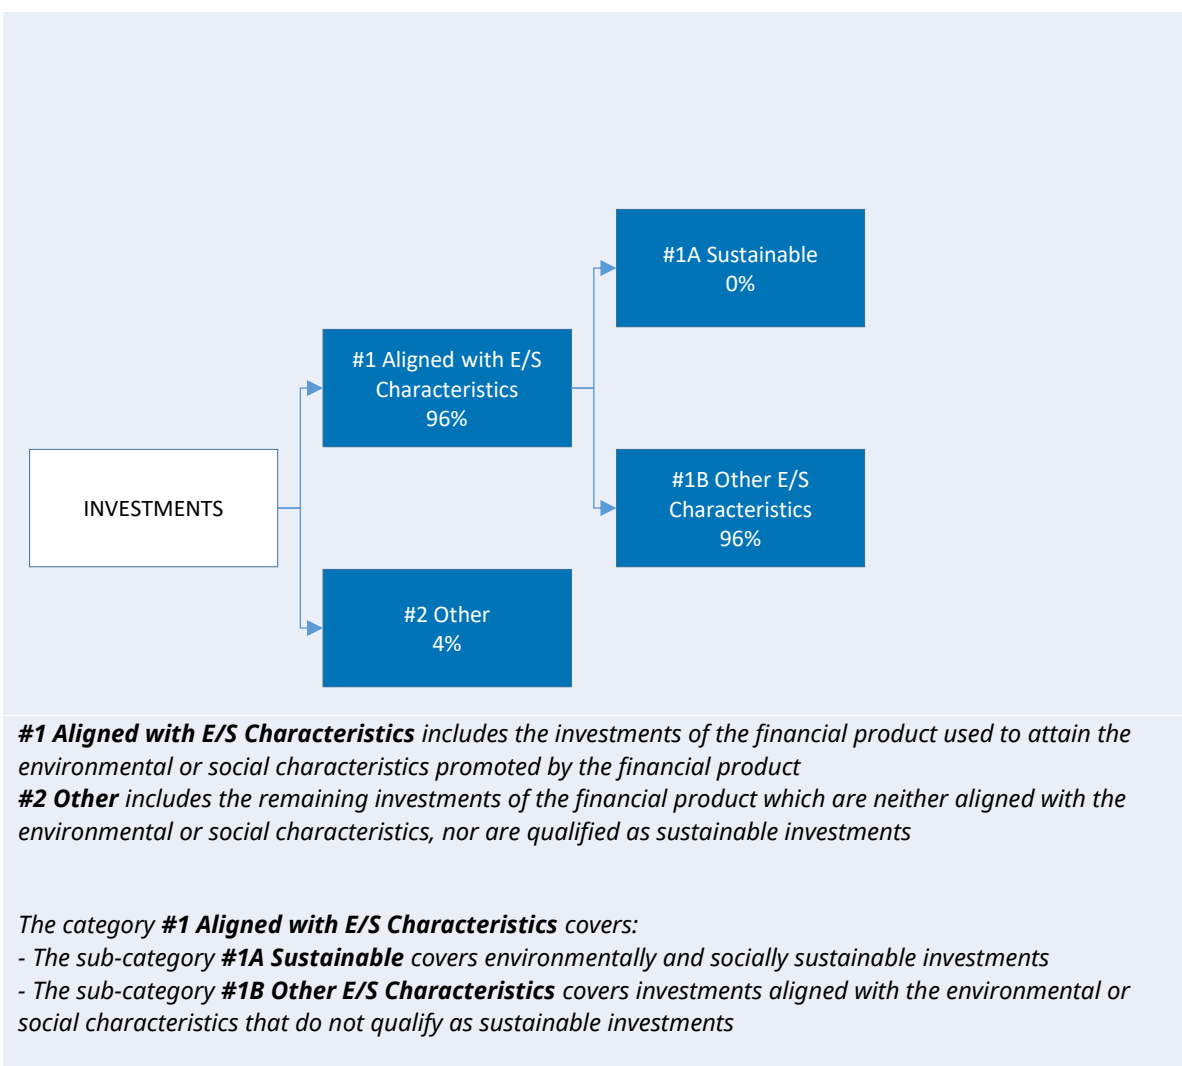 #1A Sustainable
0%
#1 Aligned with E/S
Characteristics
96%
#1B Other E/S
Characteristics
96%
INVESTMENTS
#2 Other
4%
#1 Aligned with E/S Characteristics includes the investments of the financial product used to attain the
environmental or social characteristics promoted by the financial product
#2 Other includes the remaining investments of the financial product which are neither aligned with the
environmental or social characteristics, nor are qualified as sustainable investments
The category #1 Aligned with E/S Characteristics covers:
- The sub-category #1A Sustainable covers environmentally and socially sustainable investments
- The sub-category #1B Other E/S Characteristics covers investments aligned with the environmental or
social characteristics that do not qualify as sustainable investments